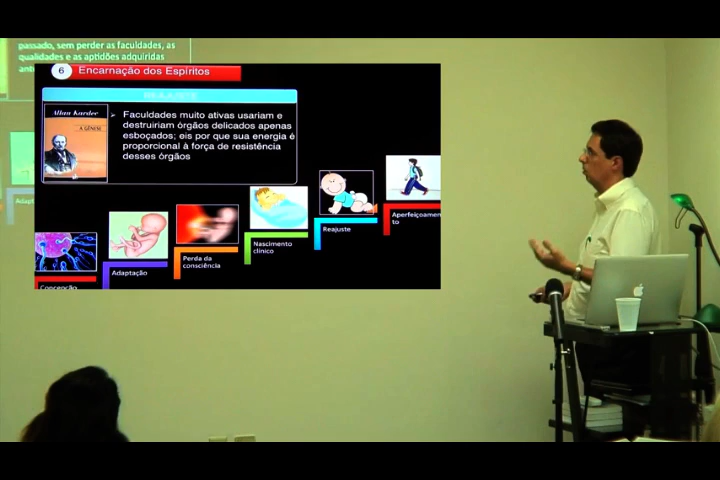 passado, sem perder as faculdades, as
qualidades e as aptidões adquiridas
6 Encarnação dos Espíritos
REAJUSTE
Allan Kardec
A GÊNESE
➤ Faculdades muito ativas usariam e
destruiriam órgãos delicados apenas
esboçados; eis por que sua energia é
proporcional à força de resistência
desses órgãos
Concepção
Adaptação
Perda da
consciência
Nascimento
clínico
Reajuste
Aperfeiçoamen
to